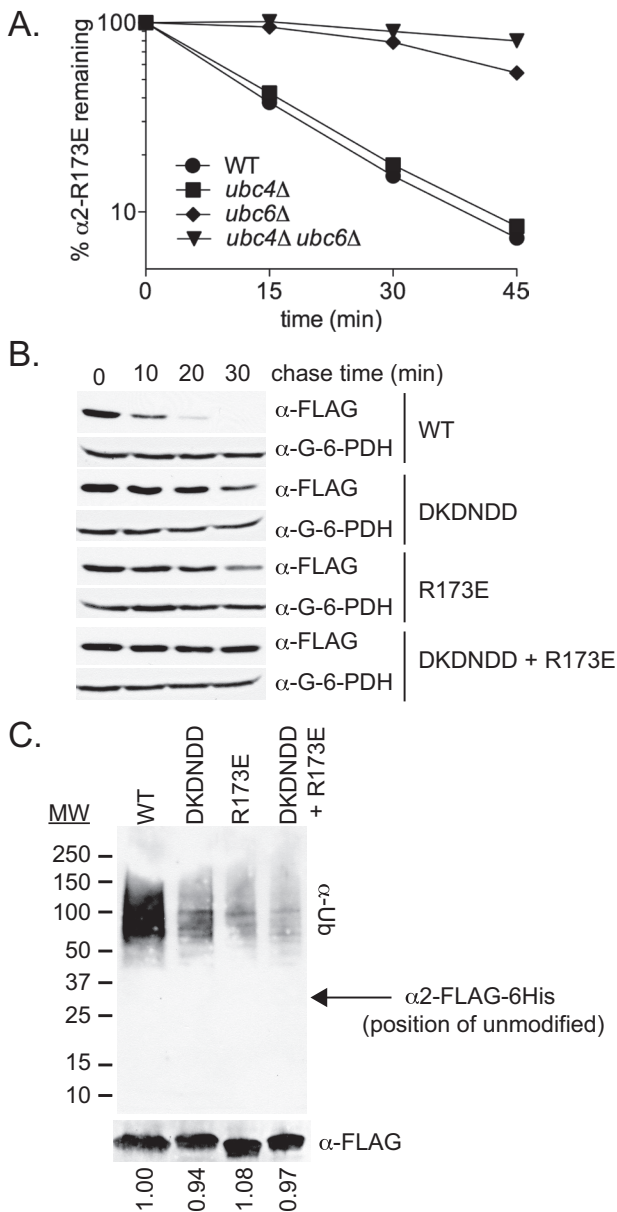 A.
% α2-R173E remaining
100
10
WT
ubc4Δ
ubc6Δ
ubc4Δ ubc6Δ
0 15 30 45
time (min)
B.
0 10 20 30 chase time (min)
α-FLAG
α-G-6-PDH
WT
α-FLAG
α-G-6-PDH
DKDNDD
α-FLAG
α-G-6-PDH
R173E
α-FLAG
α-G-6-PDH
DKDNDD + R173E
C.
MW
WT
DKDNDD
R173E
DKDNDD
+ R173E
250
150
100
50
37
25
15
10
α-Ub
α2-FLAG-6His
(position of unmodified)
α-FLAG
1.00
0.94
1.08
0.97